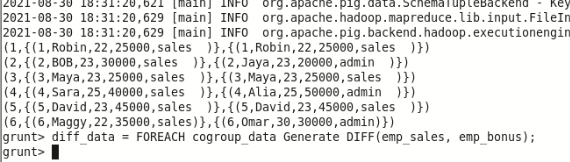 2021-08-30 18:31:20,621 [main] INFO  org.apache.pig.data.SchemaTupleBackend - Key
2021-08-30 18:31:20,629 [main] INFO  org.apache.hadoop.mapreduce.lib.input.FileIn
2021-08-30 18:31:20,629 [main] INFO  org.apache.pig.backend.hadoop.executionengin
(1,{(1,Robin,22,25000,sales  )},{(1,Robin,22,25000,sales  )})
(2,{(2,BOB,23,30000,sales  )},{(2,Jaya,23,20000,admin  )})
(3,{(3,Maya,23,25000,sales  )},{(3,Maya,23,25000,sales  )})
(4,{(4,Sara,25,40000,sales  )},{(4,Alia,25,50000,admin  )})
(5,{(5,David,23,45000,sales  )},{(5,David,23,45000,sales  )})
(6,{(6,Maggy,22,35000,sales)},{(6,Omar,30,30000,admin)})
grunt> diff_data = FOREACH cogroup_data Generate DIFF(emp_sales, emp_bonus);
grunt>